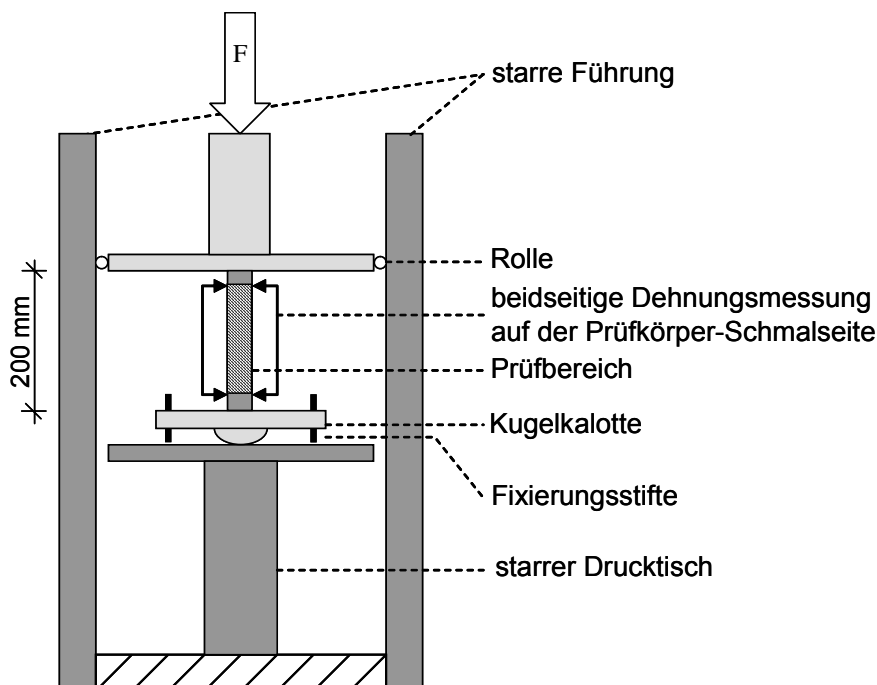 F
starre Führung
Rolle
beidseitige Dehnungsmessung
auf der Prüfkörper-Schmalseite
Prüfbereich
200 mm
Kugelkalotte
Fixierungsstifte
starrer Drucktisch